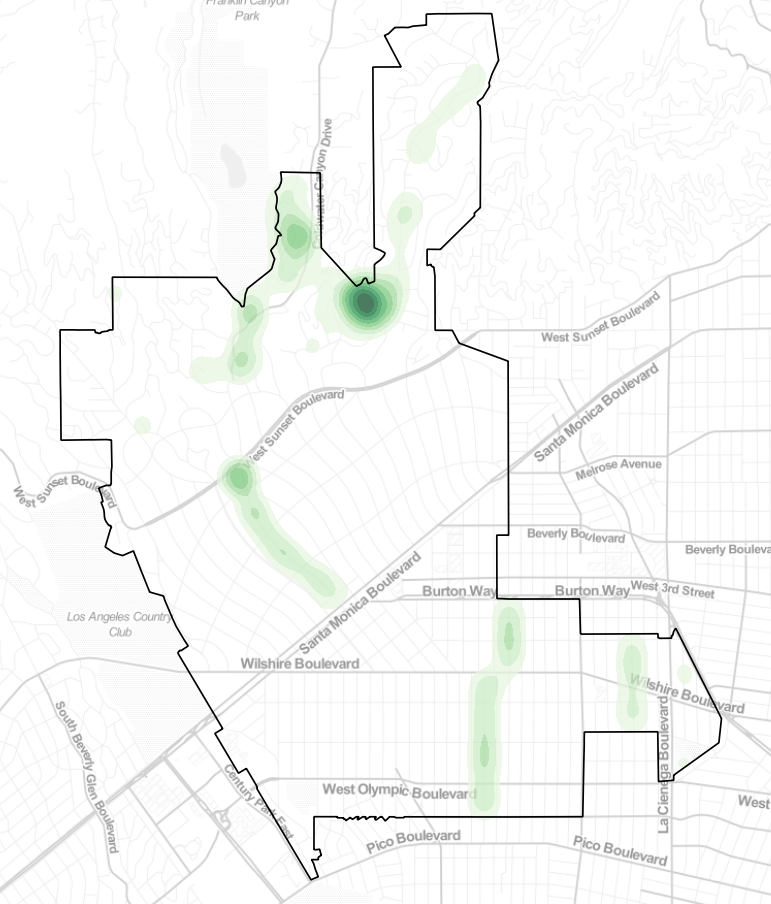 Franklin Canyon
Park
Coldwater Canyon Drive
West Sunset Boulevard
Santa Monica Boulevard
West Sunset Boulevard
Melrose Avenue
West Sunset Boulevard
Beverly Boulevard
Beverly Bouleva
Santa Monica Boulevard
Burton Way
Burton Way
West 3rd Street
Los Angeles Country
Club
Wilshire Boulevard
Wilshire Boulevard
South Beverly Glen Boulevard
La Cienega Boulevard
Century Park East
West Olympic Boulevard
West
Pico Boulevard
Pico Boulevard